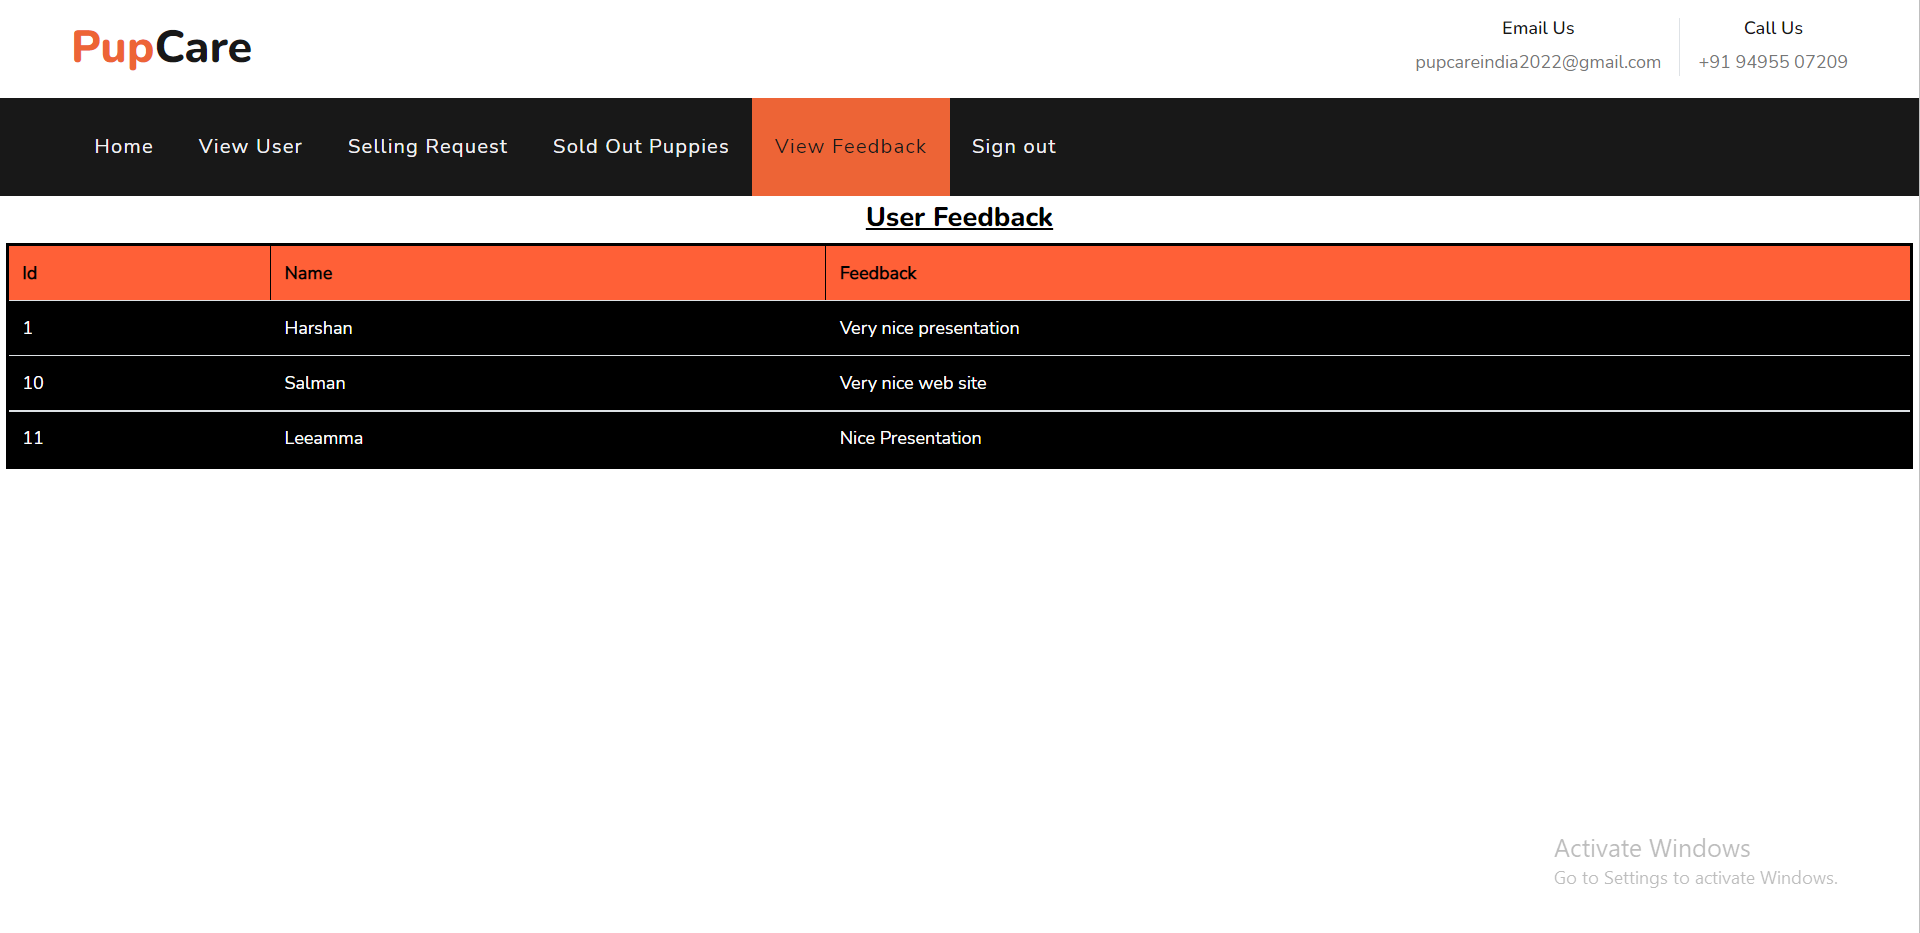 PupCare
Email Us
pupcareindia2022@gmail.com
Call Us
+91 94955 07209
Home View User Selling Request Sold Out Puppies View Feedback Sign out
User Feedback
Id Name Feedback
1 Harshan Very nice presentation
10 Salman Very nice web site
11 Leeamma Nice Presentation
Activate Windows
Go to Settings to activate Windows.